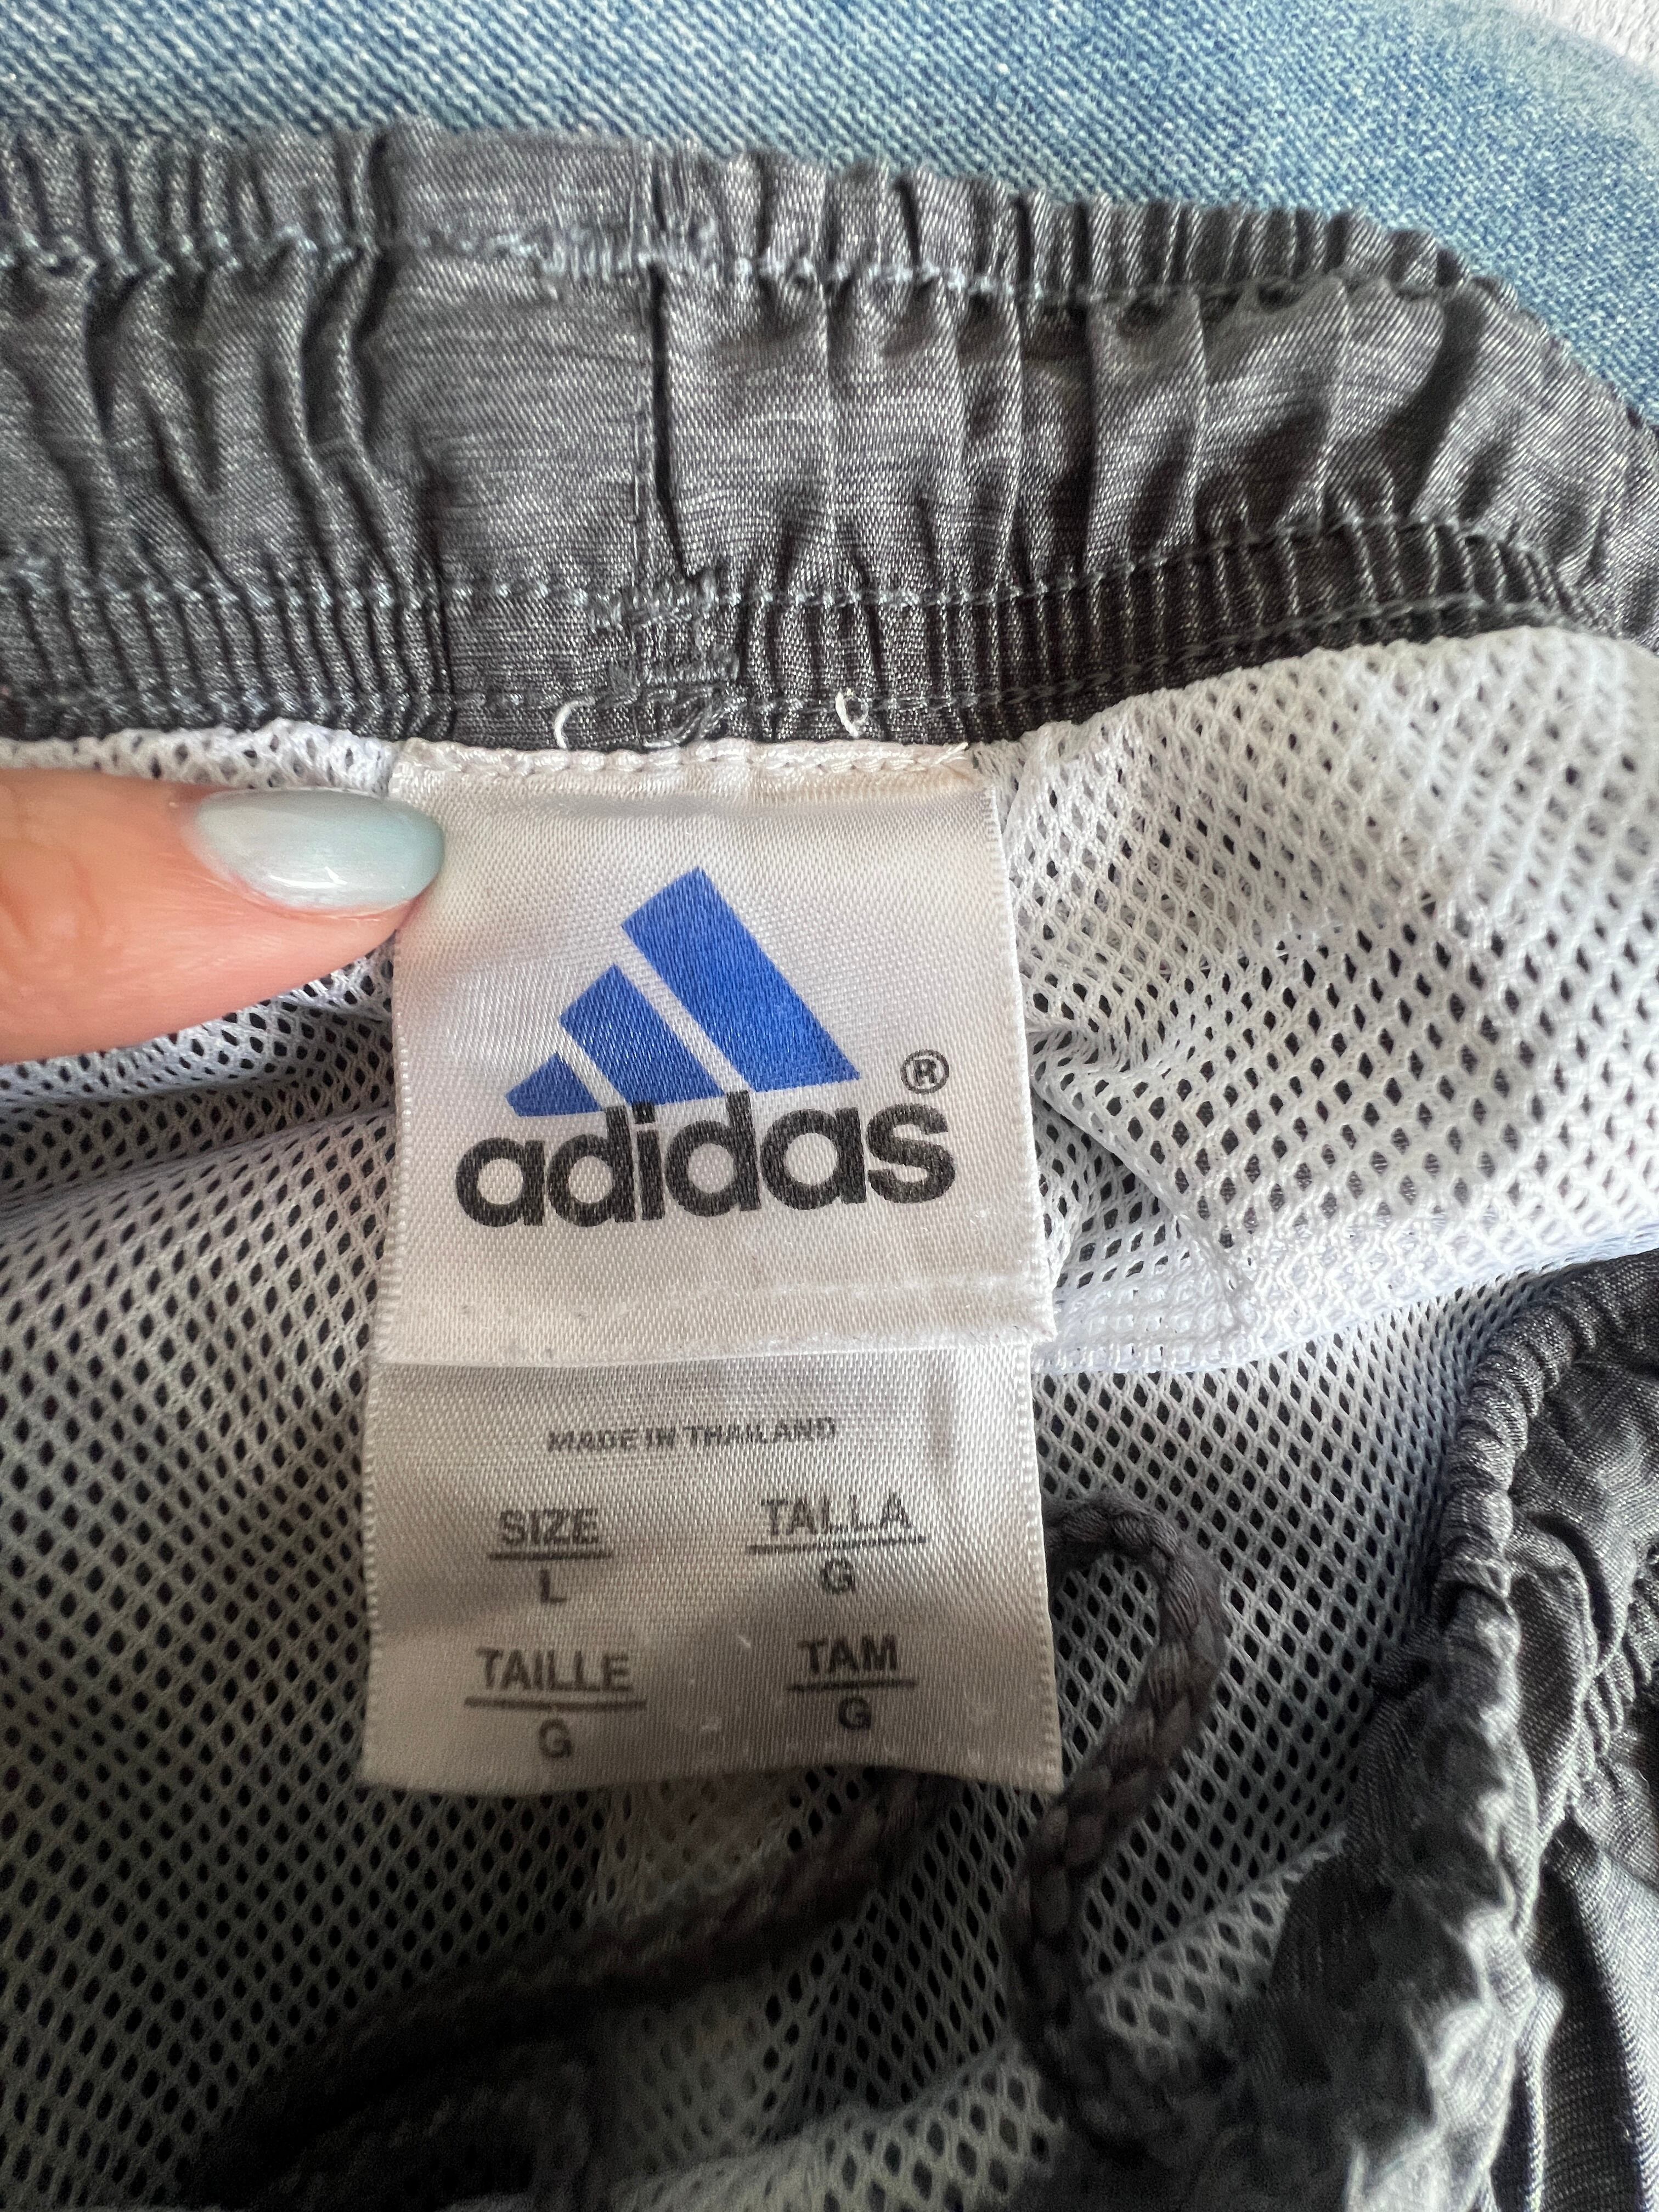 adidas®
MADE IN THAILAND
SIZE TALLA
L G
TAILLE TAM
G G